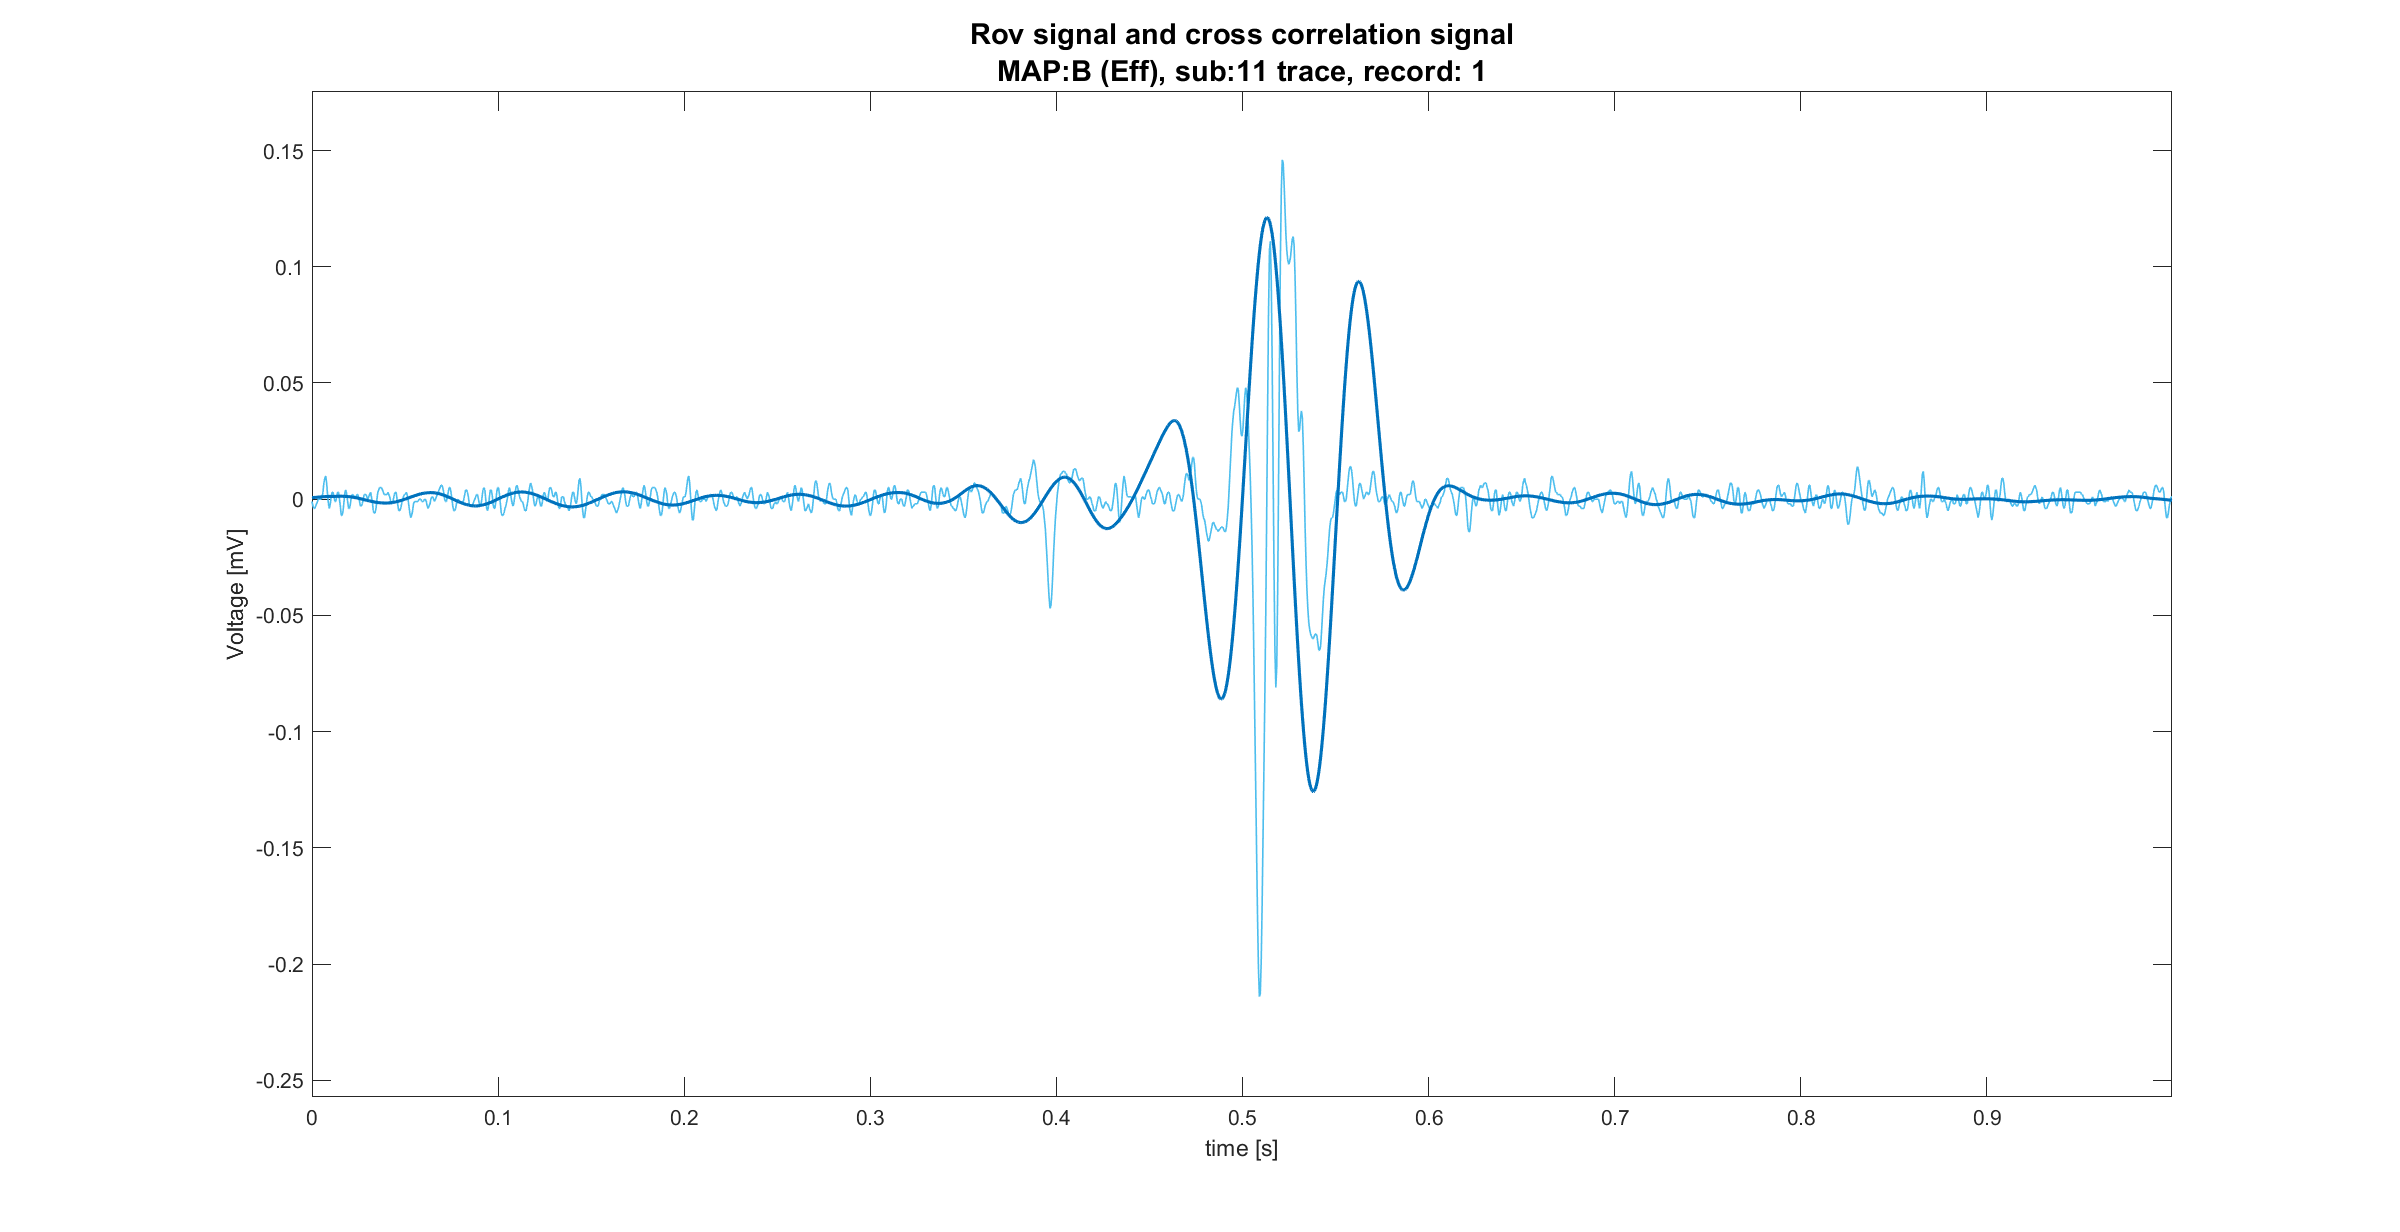 Rov signal and cross correlation signal
MAP:B (Eff), sub:11 trace, record: 1
Voltage [mV]
0.15
0.1
0.05
0
-0.05
-0.1
-0.15
-0.2
-0.25
0 0.1 0.2 0.3 0.4 0.5 0.6 0.7 0.8 0.9
time [s]